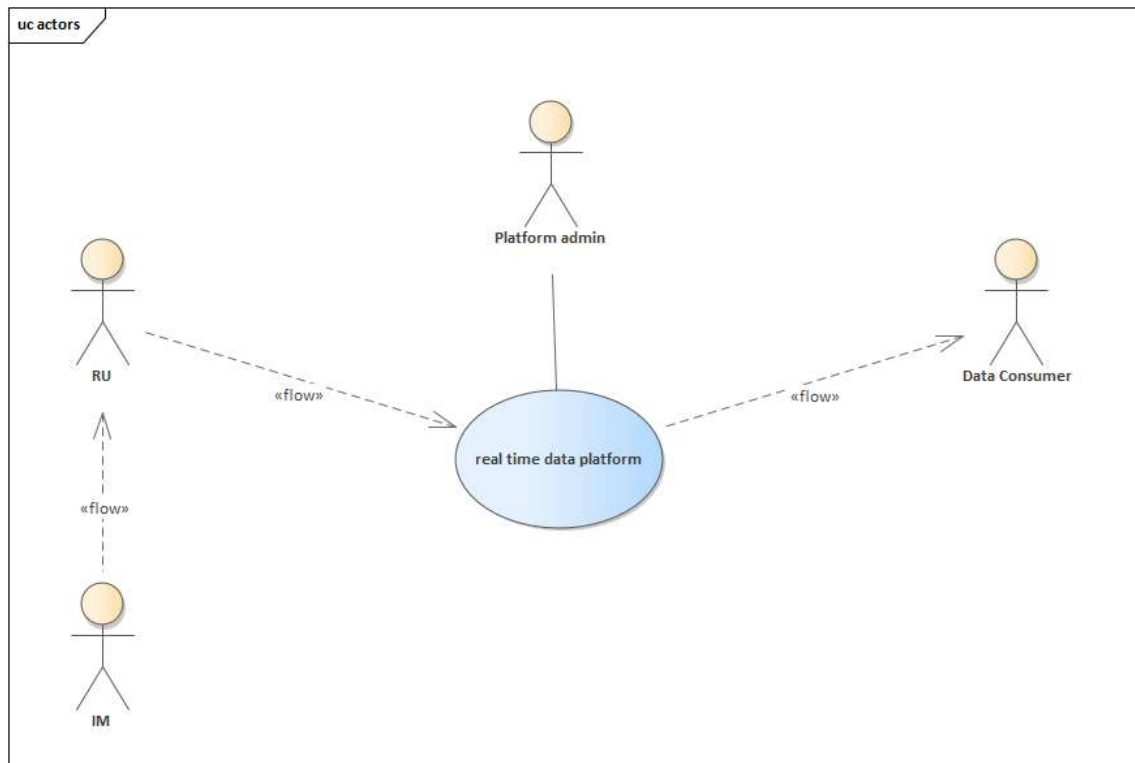 uc actors
Platform admin
RU
Data Consumer
«flow»
«flow»
real time data platform
«flow»
IM